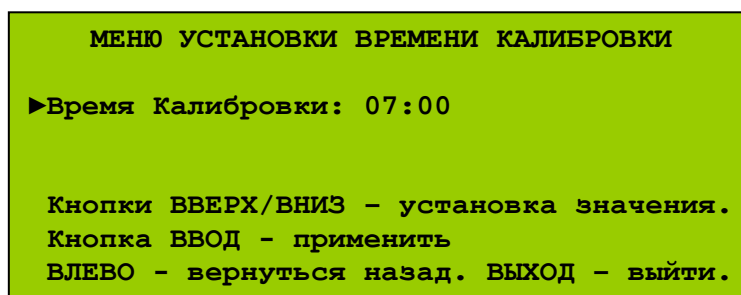 МЕНЮ УСТАНОВКИ ВРЕМЕНИ КАЛИБРОВКИ
►Время Калибровки: 07:00
Кнопки ВВЕРХ/ВНИЗ – установка значения.
Кнопка ВВОД - применить
ВЛЕВО - вернуться назад. ВЫХОД – выйти.